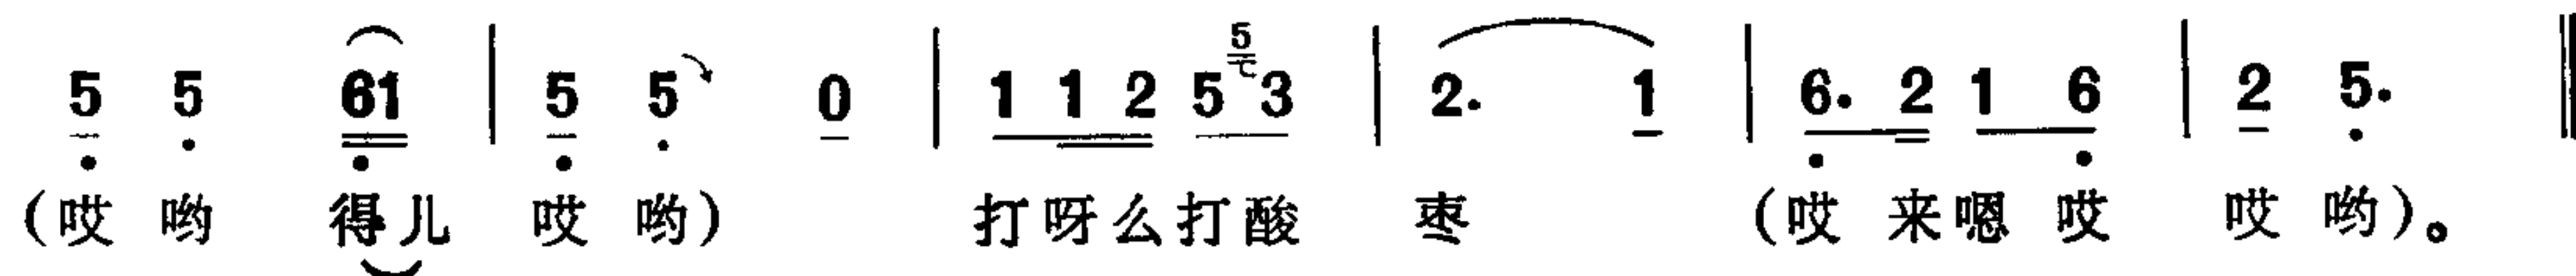 5 5 61 | 5 5 0 | 1 1 2 5 5 3 | 2. 1 | 6. 2 1 6 | 2 5. ‖
(哎 哟 得儿 哎 哟) 打呀么打酸 枣 (哎 来嗯 哎 哎 哟)。